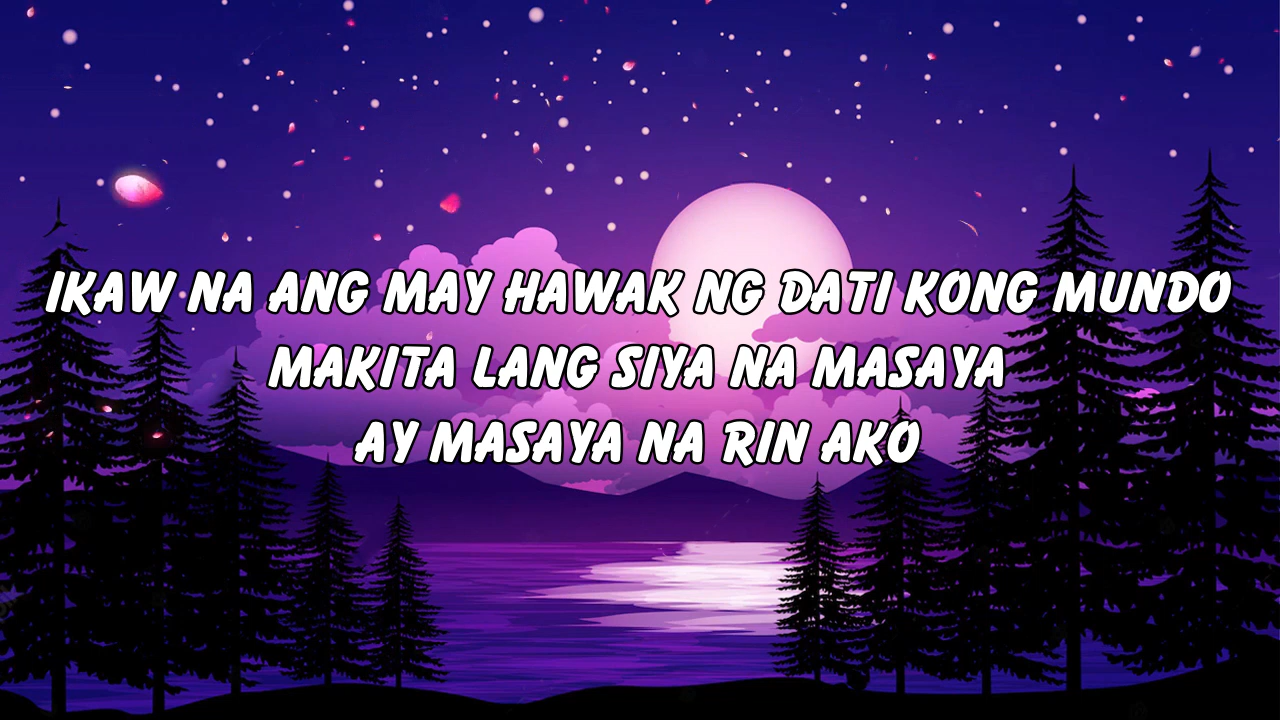 IKAW NA ANG MAY HAWAK NG DATI KONG MUNDO
MAKITA LANG SIYA NA MASAYA
AY MASAYA NA RIN AKO